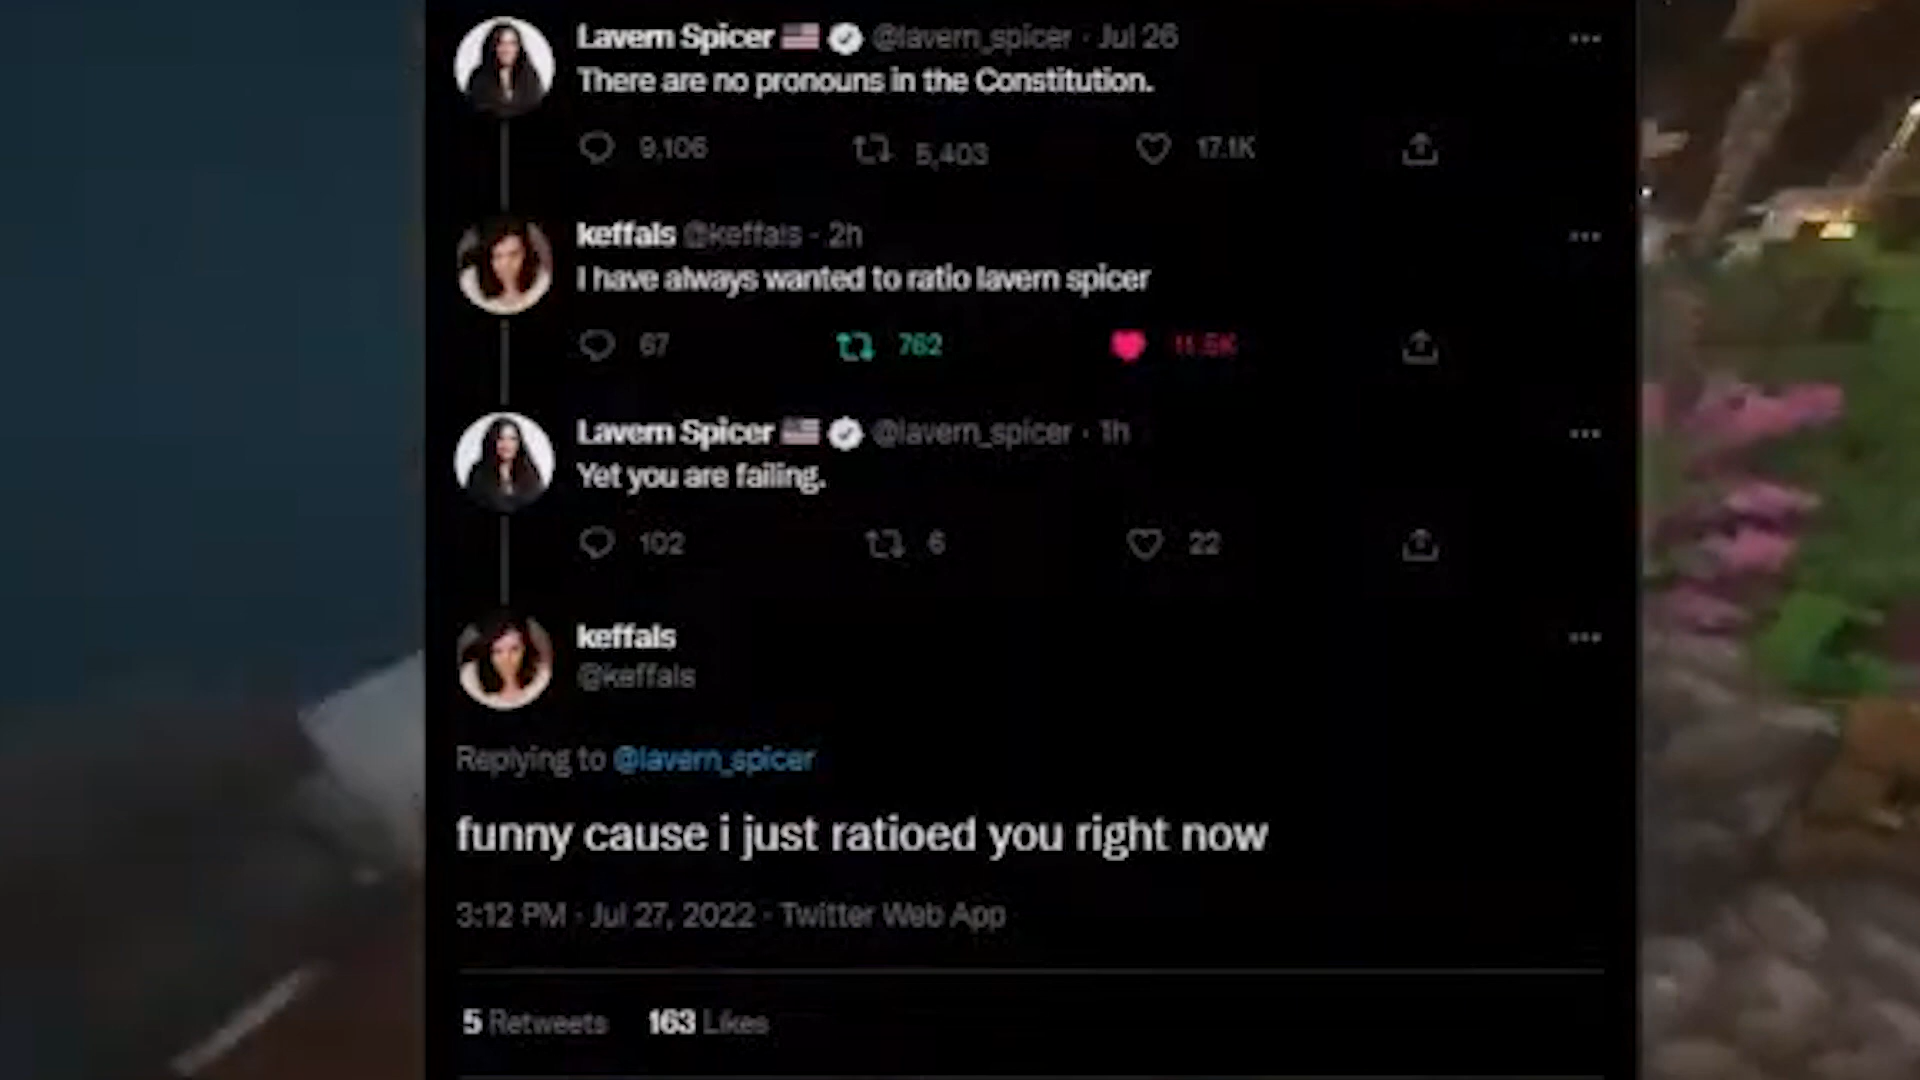 Lavern Spicer @lavern_spicer · Jul 26
There are no pronouns in the Constitution.
9,106 5,403 17.1K
keffals @keffals · 2h
I have always wanted to ratio lavern spicer
67 762 11.5K
Lavern Spicer @lavern_spicer · 1h
Yet you are failing.
102 6 22
keffals
@keffals
Replying to @lavern_spicer
funny cause i just ratioed you right now
3:12 PM · Jul 27, 2022 · Twitter Web App
5 Retweets 163 Likes